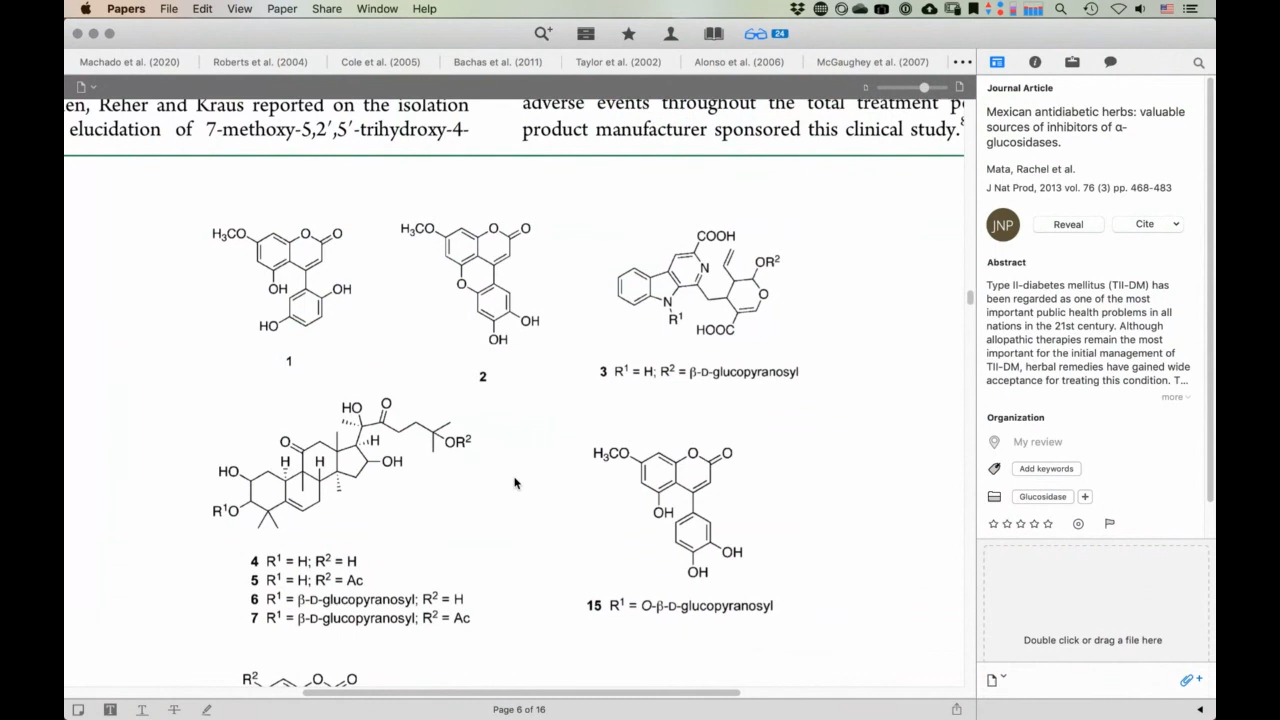 Papers File Edit View Paper Share Window Help
24
Machado et al. (2020) Roberts et al. (2004) Cole et al. (2005) Bachas et al. (2011) Taylor et al. (2002) Alonso et al. (2006) McGaughey et al. (2007)
en, Reher and Kraus reported on the isolation
elucidation of 7-methoxy-5,2′,5′-trihydroxy-4-
adverse events throughout the total treatment
product manufacturer sponsored this clinical study.
H₃CO O O
OH OH
HO
1
H₃CO O O
O
OH
OH
2
COOH
N
OR²
N
R¹
O
HOOC
3 R¹ = H; R² = β-D-glucopyranosyl
HO O
O
H
OR²
HO H H OH
R¹O
4 R¹ = H; R² = H
5 R¹ = H; R² = Ac
6 R¹ = β-D-glucopyranosyl; R² = H
7 R¹ = β-D-glucopyranosyl; R² = Ac
H₃CO O O
OH
OH
OH
15 R¹ = O-β-D-glucopyranosyl
R² O O
Page 6 of 16
Journal Article
Mexican antidiabetic herbs: valuable
sources of inhibitors of α-
glucosidases.
Mata, Rachel et al.
J Nat Prod, 2013 vol. 76 (3) pp. 468-483
JNP Reveal Cite
Abstract
Type II-diabetes mellitus (TII-DM) has
been regarded as one of the most
important public health problems in all
nations in the 21st century. Although
allopathic therapies remain the most
important for the initial management of
TII-DM, herbal remedies have gained wide
acceptance for treating this condition. T...
more
Organization
My review
Add keywords
Glucosidase +
Double click or drag a file here